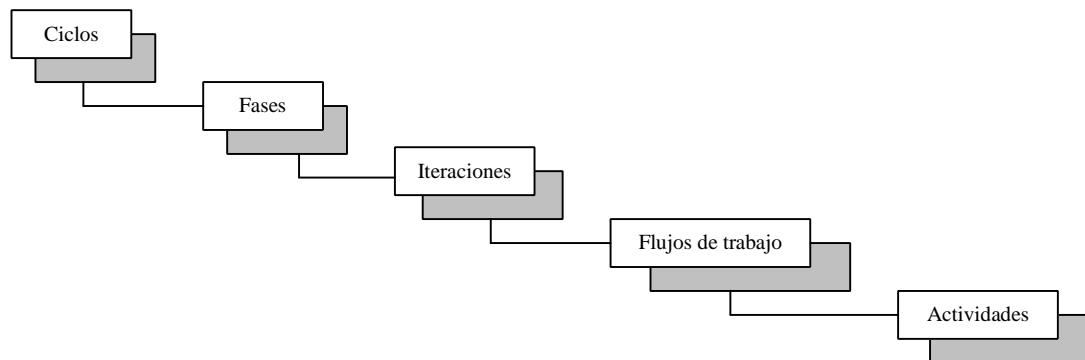 Ciclos
Fases
Iteraciones
Flujos de trabajo
Actividades